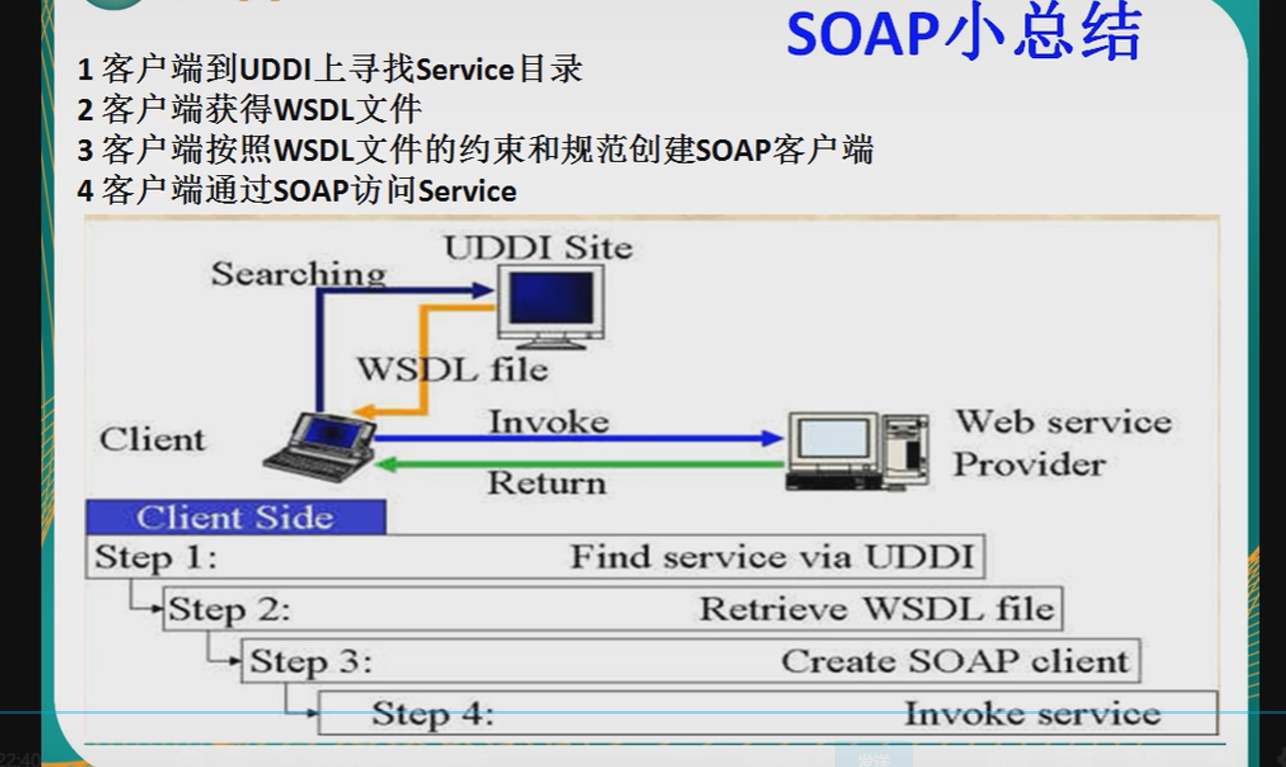 SOAP小总结
1 客户端到UDDI上寻找Service目录
2 客户端获得WSDL文件
3 客户端按照WSDL文件的约束和规范创建SOAP客户端
4 客户端通过SOAP访问Service
UDDI Site
Searching
WSDL file
Client
Invoke
Return
Web service
Provider
Client Side
Step 1: Find service via UDDI
Step 2: Retrieve WSDL file
Step 3: Create SOAP client
Step 4: Invoke service
22:40
发送